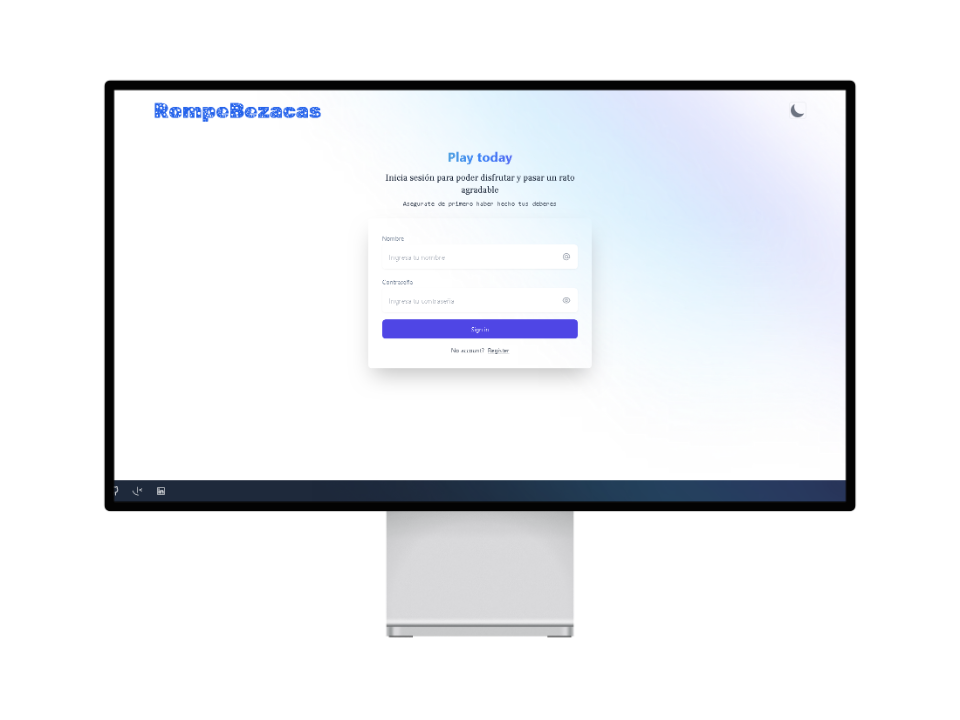 RompoBozacas
Play today
Inicia sesión para poder disfrutar y pasar un rato
agradable
Asegurate de primero haber hecho tus deberes
Nombre
Ingresa tu nombre
Contraseña
Ingresa tu contraseña
Sign in
No account? Register